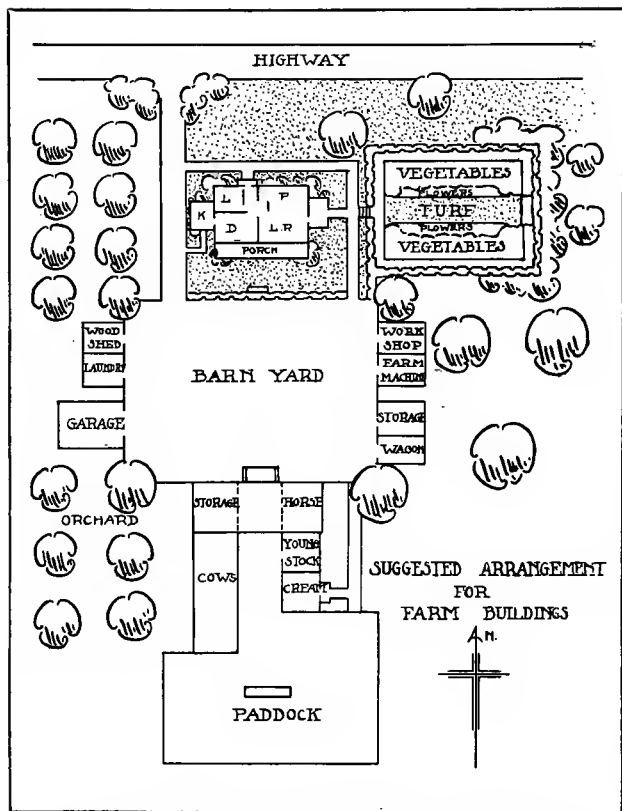 HIGHWAY
VEGETABLES
FLOWERS
TURF
FLOWERS
VEGETABLES
L
P
K
D
L.R
PORCH
WOOD
SHED
LAUNDRY
GARAGE
BARN YARD
WORK
SHOP
FARM
MACHINE
STORAGE
WAGON
STORAGE
HORSE
ORCHARD
YOUNG
STOCK
COWS
CREAM
SUGGESTED ARRANGEMENT
FOR
FARM BUILDINGS
N.
PADDOCK